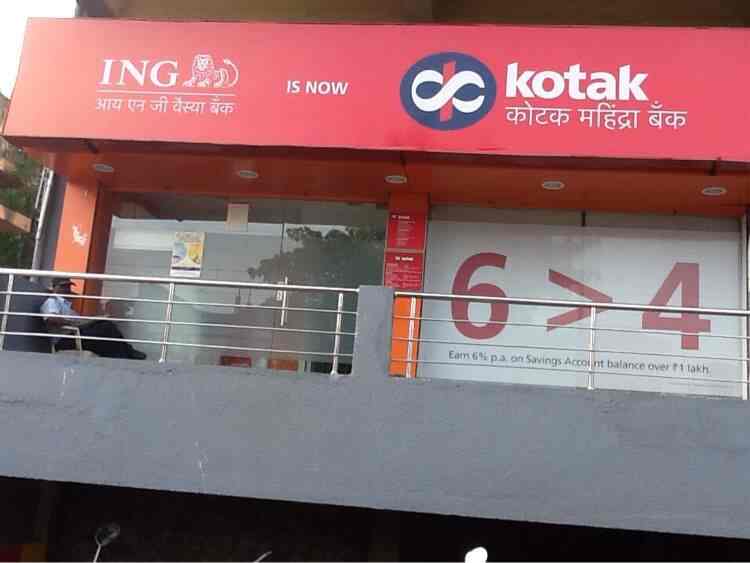 ING
आय एन जी वैस्या बैंक
IS NOW
kotak
कोटक महिंद्रा बैंक
6 > 4
Earn 6% p.a. on Savings Account balance over ₹1 lakh.